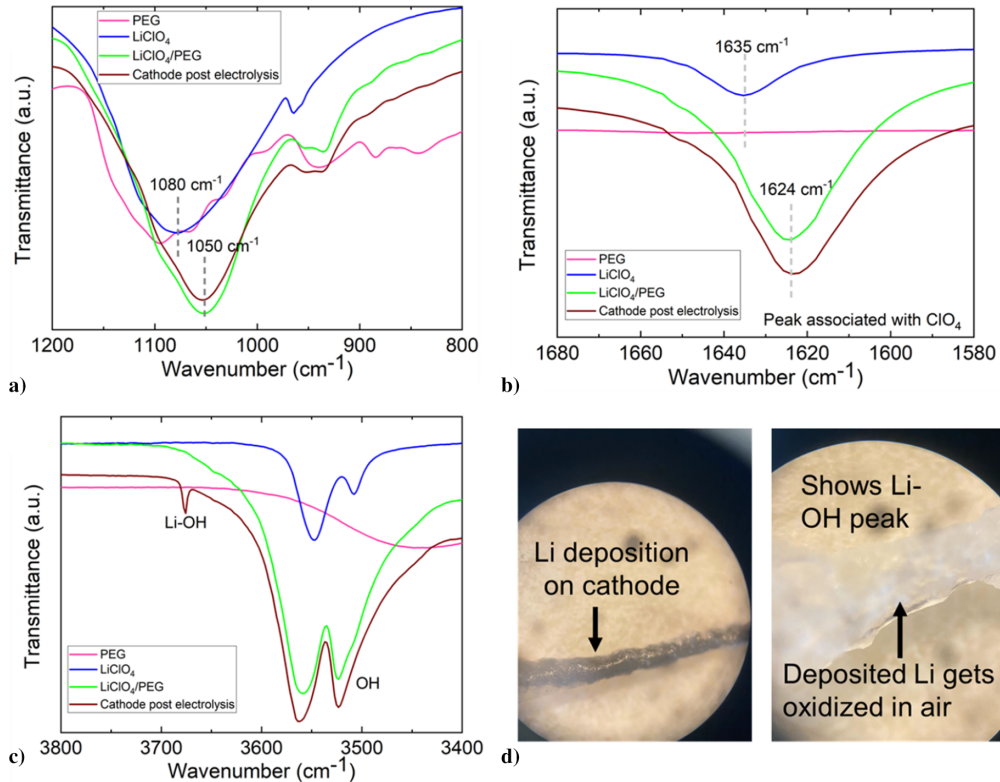 PEG
LiClO₄
LiClO₄/PEG
Cathode post electrolysis
1080 cm⁻¹
1050 cm⁻¹
Transmittance (a.u.)
1200 1100 1000 900 800
Wavenumber (cm⁻¹)
a)
1635 cm⁻¹
1624 cm⁻¹
PEG
LiClO₄
LiClO₄/PEG
Cathode post electrolysis
Peak associated with ClO₄
Transmittance (a.u.)
1680 1660 1640 1620 1600 1580
Wavenumber (cm⁻¹)
b)
Li-OH
OH
PEG
LiClO₄
LiClO₄/PEG
Cathode post electrolysis
Transmittance (a.u.)
3800 3700 3600 3500 3400
Wavenumber (cm⁻¹)
c)
Li deposition
on cathode
Shows Li-
OH peak
Deposited Li gets
oxidized in air
d)